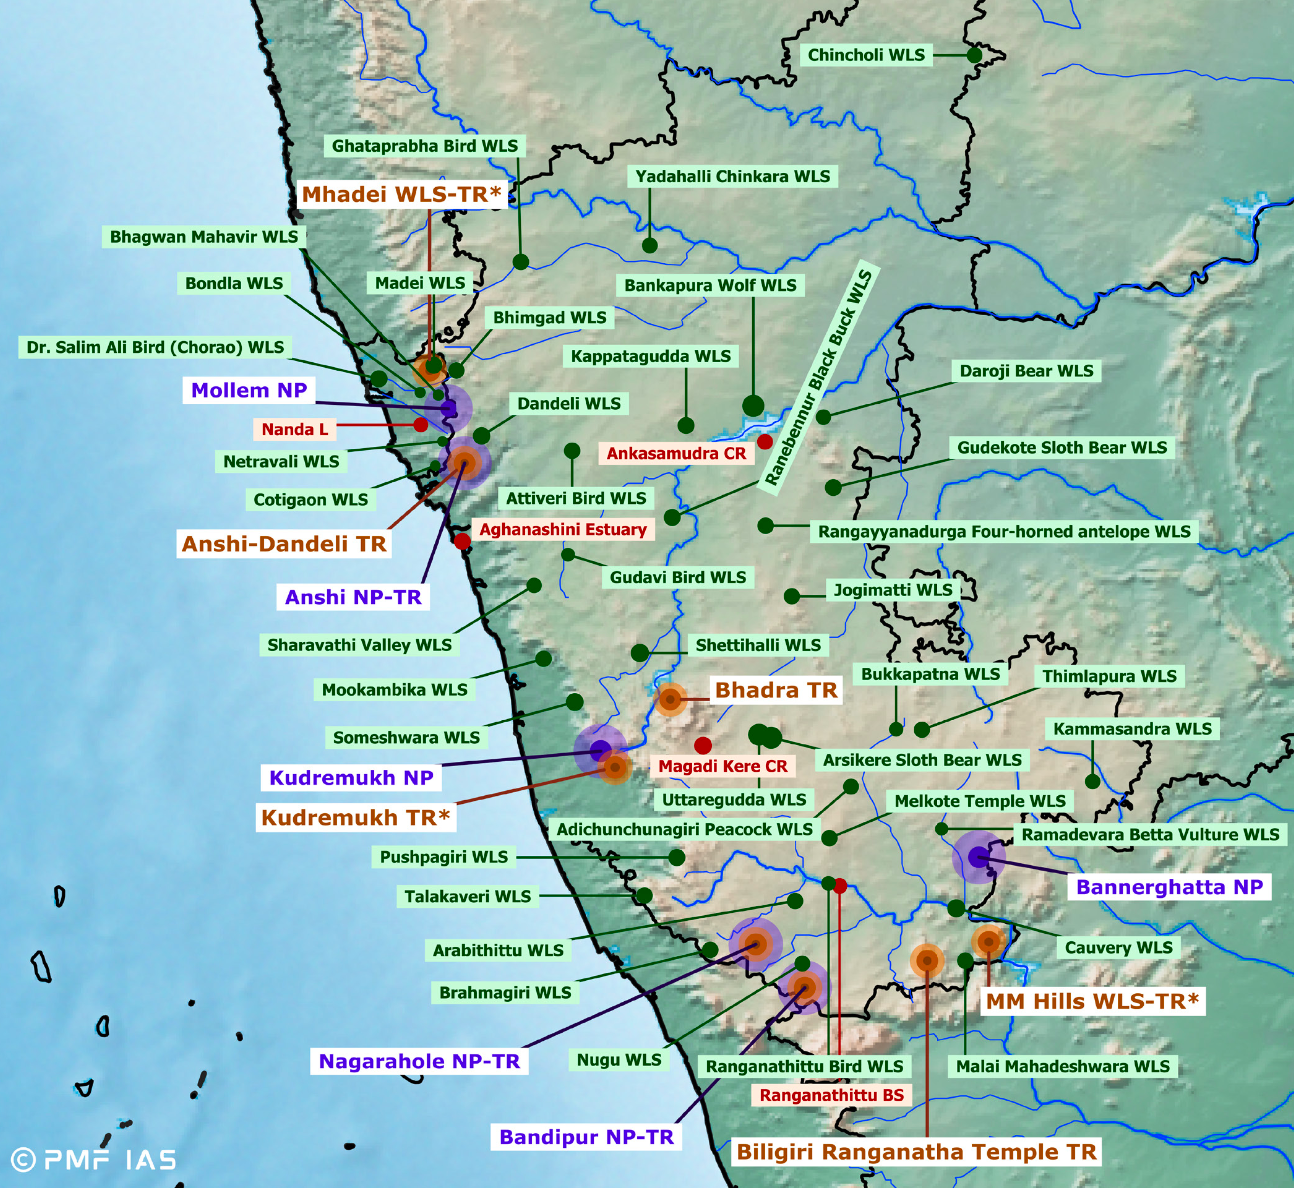 Chincholi WLS
Ghataprabha Bird WLS
Yadahalli Chinkara WLS
Mhadei WLS-TR*
Bhagwan Mahavir WLS
Bondla WLS
Madei WLS
Bankapura Wolf WLS
Ranebennur Black Buck WLS
Bhimgad WLS
Dr. Salim Ali Bird (Chorao) WLS
Kappatagudda WLS
Daroji Bear WLS
Mollem NP
Dandeli WLS
Nanda L
Gudekote Sloth Bear WLS
Ankasamudra CR
Netravali WLS
Cotigaon WLS
Attiveri Bird WLS
Aghanashini Estuary
Rangayyanadurga Four-horned antelope WLS
Anshi-Dandeli TR
Gudavi Bird WLS
Jogimatti WLS
Anshi NP-TR
Sharavathi Valley WLS
Shettihalli WLS
Bukkapatna WLS
Thimlapura WLS
Mookambika WLS
Bhadra TR
Kammasandra WLS
Someshwara WLS
Arsikere Sloth Bear WLS
Magadi Kere CR
Kudremukh NP
Uttaregudda WLS
Melkote Temple WLS
Kudremukh TR*
Adichunchunagiri Peacock WLS
Ramadevara Betta Vulture WLS
Pushpagiri WLS
Bannerghatta NP
Talakaveri WLS
Arabithittu WLS
Cauvery WLS
Brahmagiri WLS
MM Hills WLS-TR*
Nagarahole NP-TR
Nugu WLS
Ranganathittu Bird WLS
Malai Mahadeshwara WLS
Ranganathittu BS
Bandipur NP-TR
Biligiri Ranganatha Temple TR
© PMF IAS